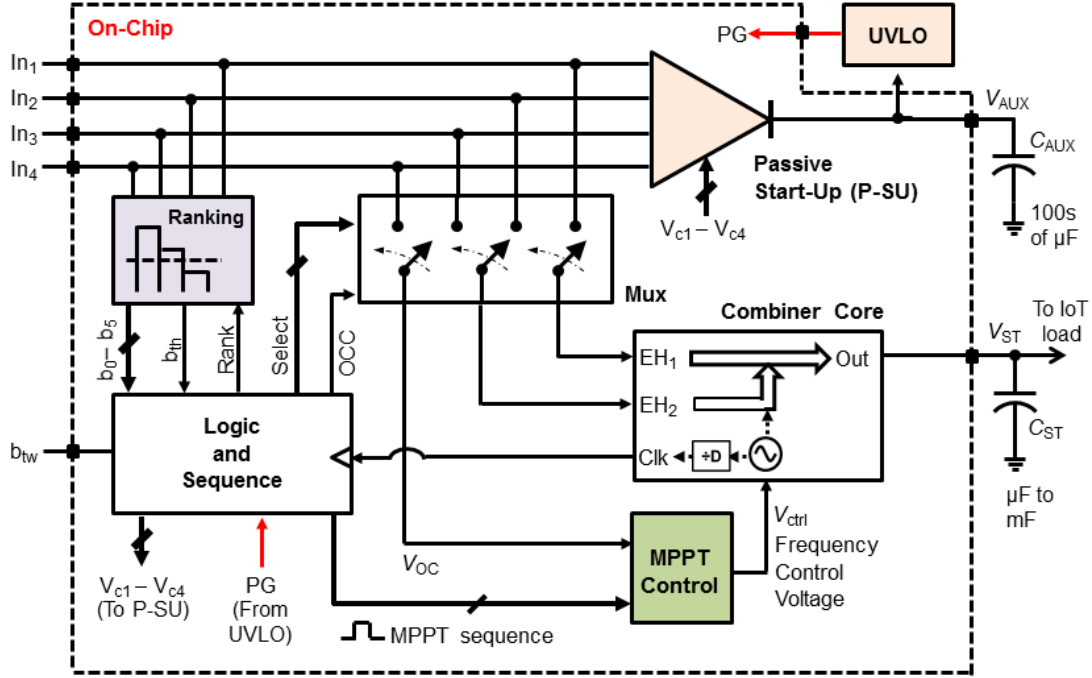 On-Chip
PG
UVLO
In1
In2
In3
In4
VAUX
CAUX
100s
of µF
Passive
Start-Up (P-SU)
Vc1 – Vc4
Ranking
Mux
b0– b5
bth
Rank
Select
OCC
Combiner Core
EH1
Out
EH2
Clk
÷D
VST
To IoT
load
CST
µF to
mF
btw
Logic
and
Sequence
VOC
MPPT
Control
Vctrl
Frequency
Control
Voltage
Vc1 – Vc4
(To P-SU)
PG
(From
UVLO)
MPPT sequence